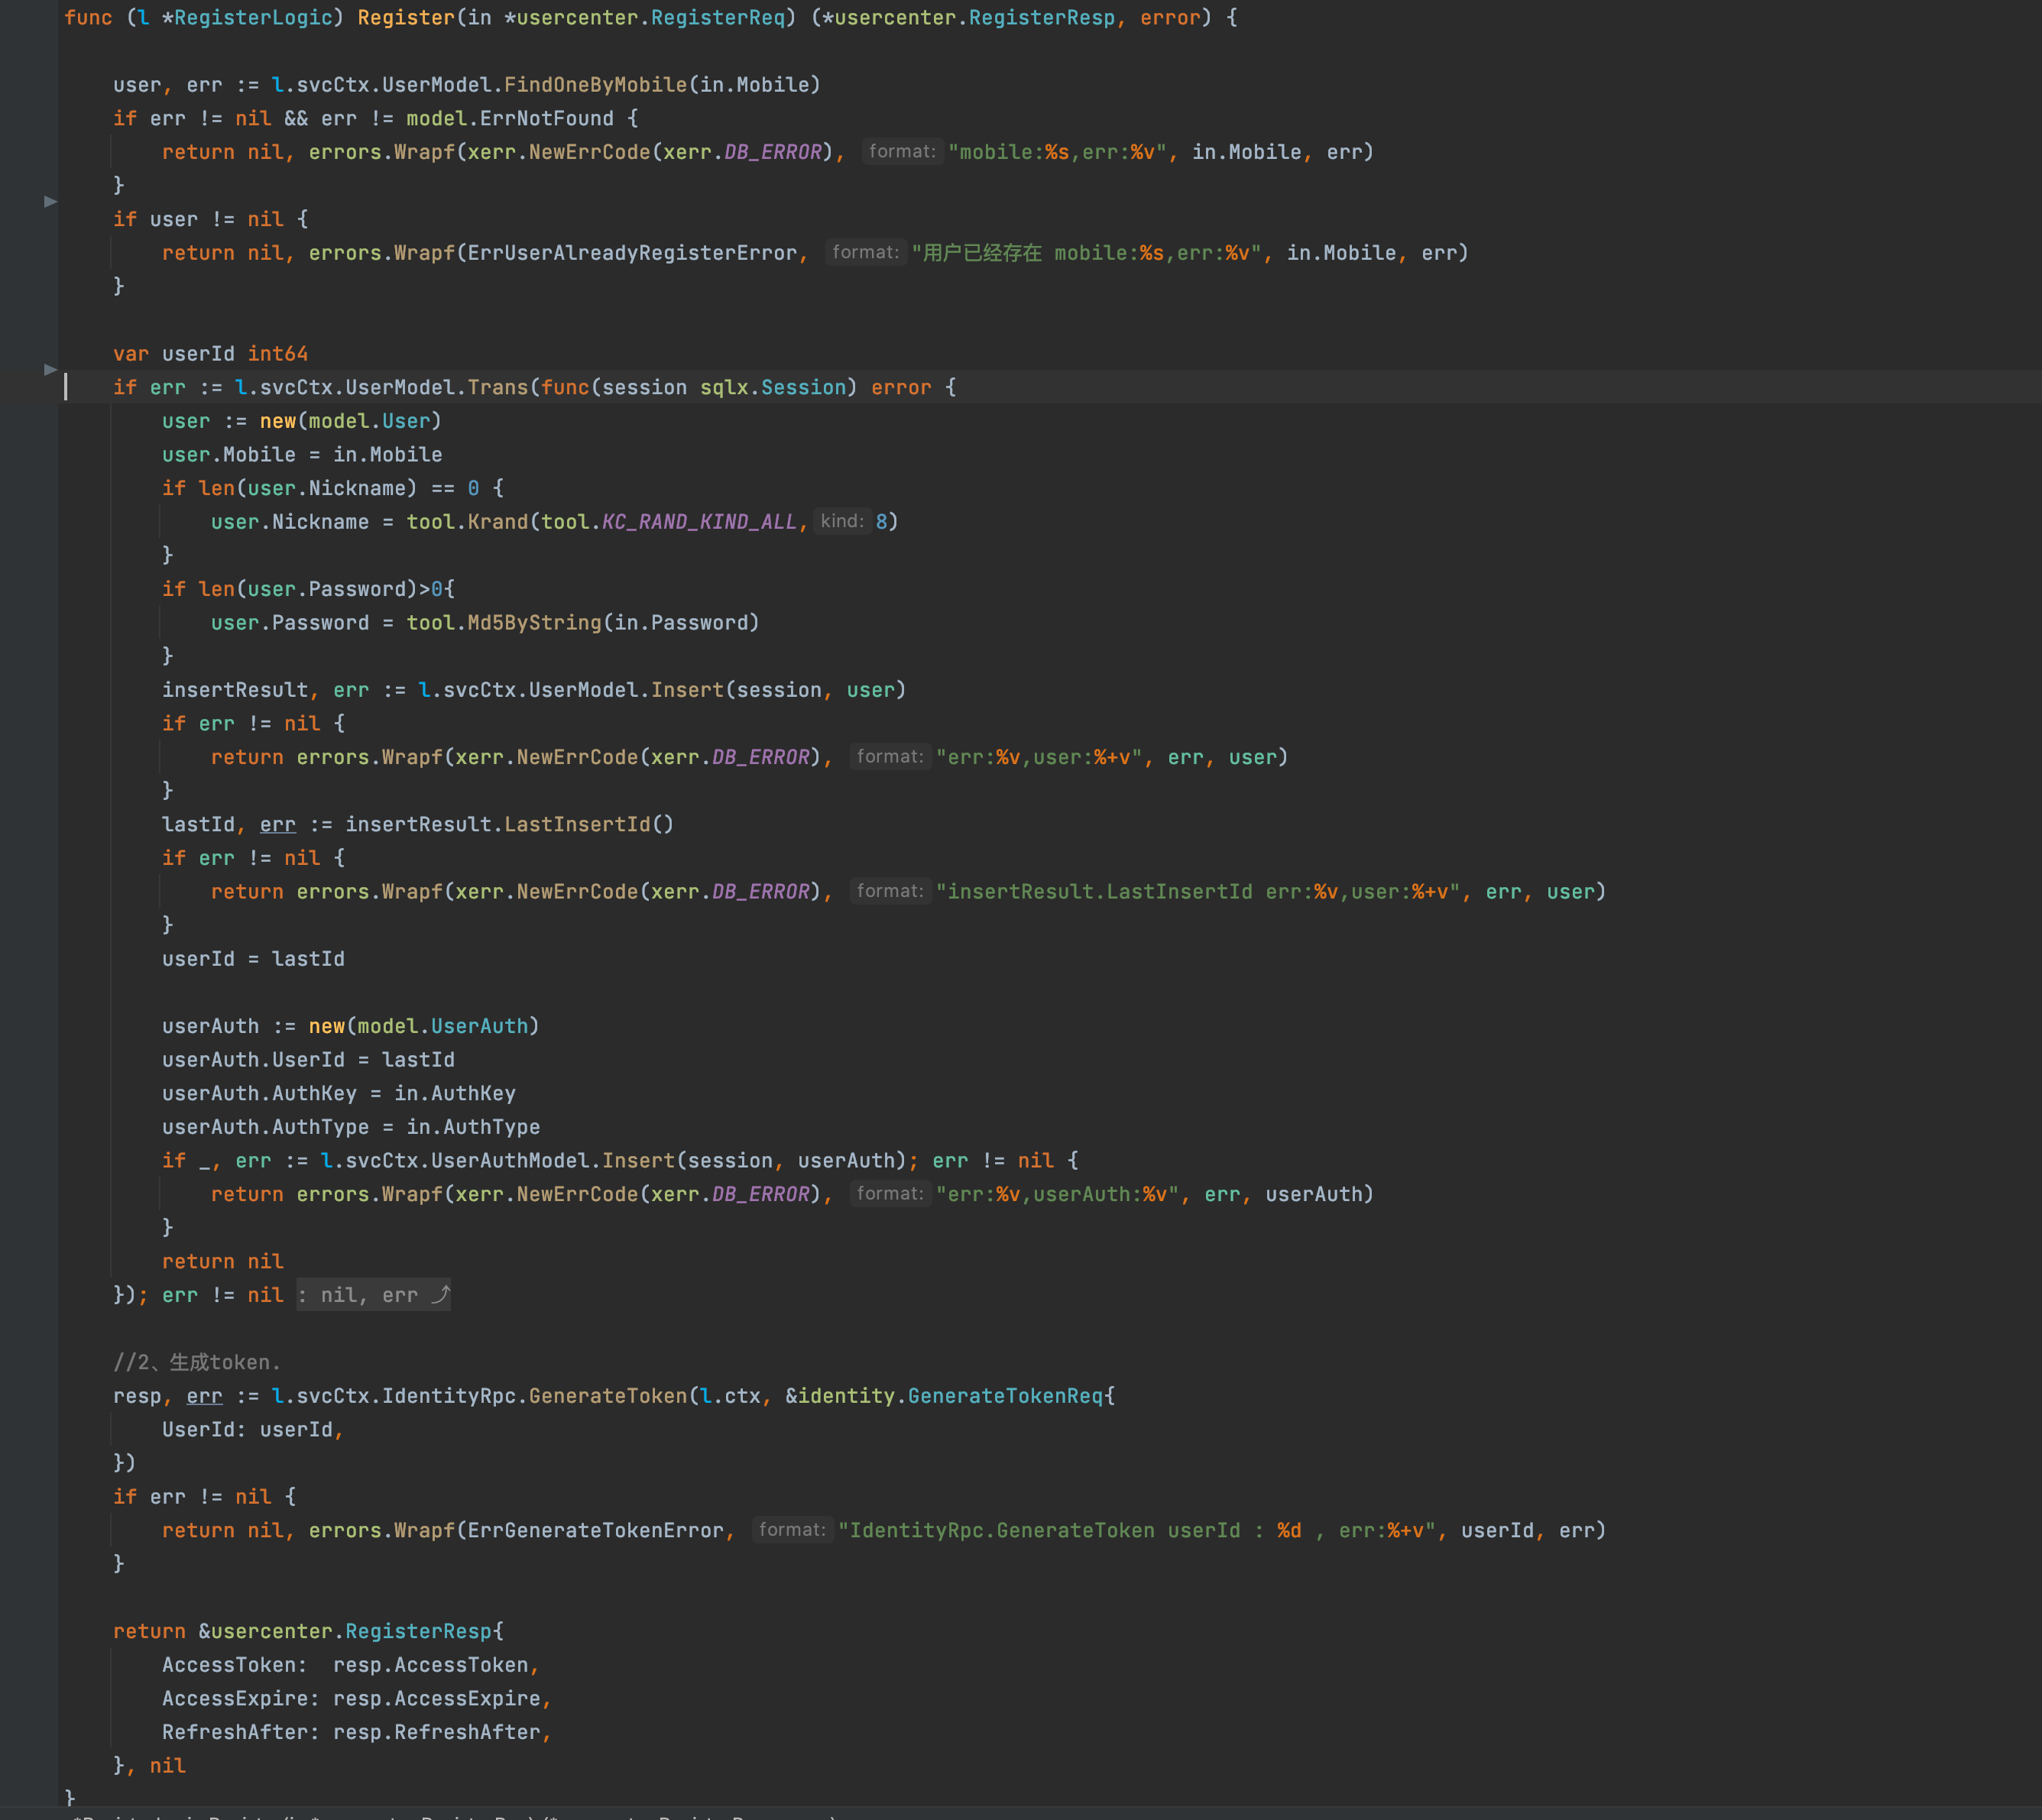 func (l *RegisterLogic) Register(in *usercenter.RegisterReq) (*usercenter.RegisterResp, error) {
user, err := l.svcCtx.UserModel.FindOneByMobile(in.Mobile)
if err != nil && err != model.ErrNotFound {
return nil, errors.Wrapf(xerr.NewErrCode(xerr.DB_ERROR), format: "mobile:%s,err:%v", in.Mobile, err)
}
if user != nil {
return nil, errors.Wrapf(ErrUserAlreadyRegisterError, format: "用户已经存在 mobile:%s,err:%v", in.Mobile, err)
}
var userId int64
if err := l.svcCtx.UserModel.Trans(func(session sqlx.Session) error {
user := new(model.User)
user.Mobile = in.Mobile
if len(user.Nickname) == 0 {
user.Nickname = tool.Krand(tool.KC_RAND_KIND_ALL, kind: 8)
}
if len(user.Password)>0{
user.Password = tool.Md5ByString(in.Password)
}
insertResult, err := l.svcCtx.UserModel.Insert(session, user)
if err != nil {
return errors.Wrapf(xerr.NewErrCode(xerr.DB_ERROR), format: "err:%v,user:%+v", err, user)
}
lastId, err := insertResult.LastInsertId()
if err != nil {
return errors.Wrapf(xerr.NewErrCode(xerr.DB_ERROR), format: "insertResult.LastInsertId err:%v,user:%+v", err, user)
}
userId = lastId
userAuth := new(model.UserAuth)
userAuth.UserId = lastId
userAuth.AuthKey = in.AuthKey
userAuth.AuthType = in.AuthType
if _, err := l.svcCtx.UserAuthModel.Insert(session, userAuth); err != nil {
return errors.Wrapf(xerr.NewErrCode(xerr.DB_ERROR), format: "err:%v,userAuth:%v", err, userAuth)
}
return nil
}); err != nil : nil, err ⤴
//2、生成token.
resp, err := l.svcCtx.IdentityRpc.GenerateToken(l.ctx, &identity.GenerateTokenReq{
UserId: userId,
})
if err != nil {
return nil, errors.Wrapf(ErrGenerateTokenError, format: "IdentityRpc.GenerateToken userId : %d , err:%+v", userId, err)
}
return &usercenter.RegisterResp{
AccessToken:  resp.AccessToken,
AccessExpire: resp.AccessExpire,
RefreshAfter: resp.RefreshAfter,
}, nil
}